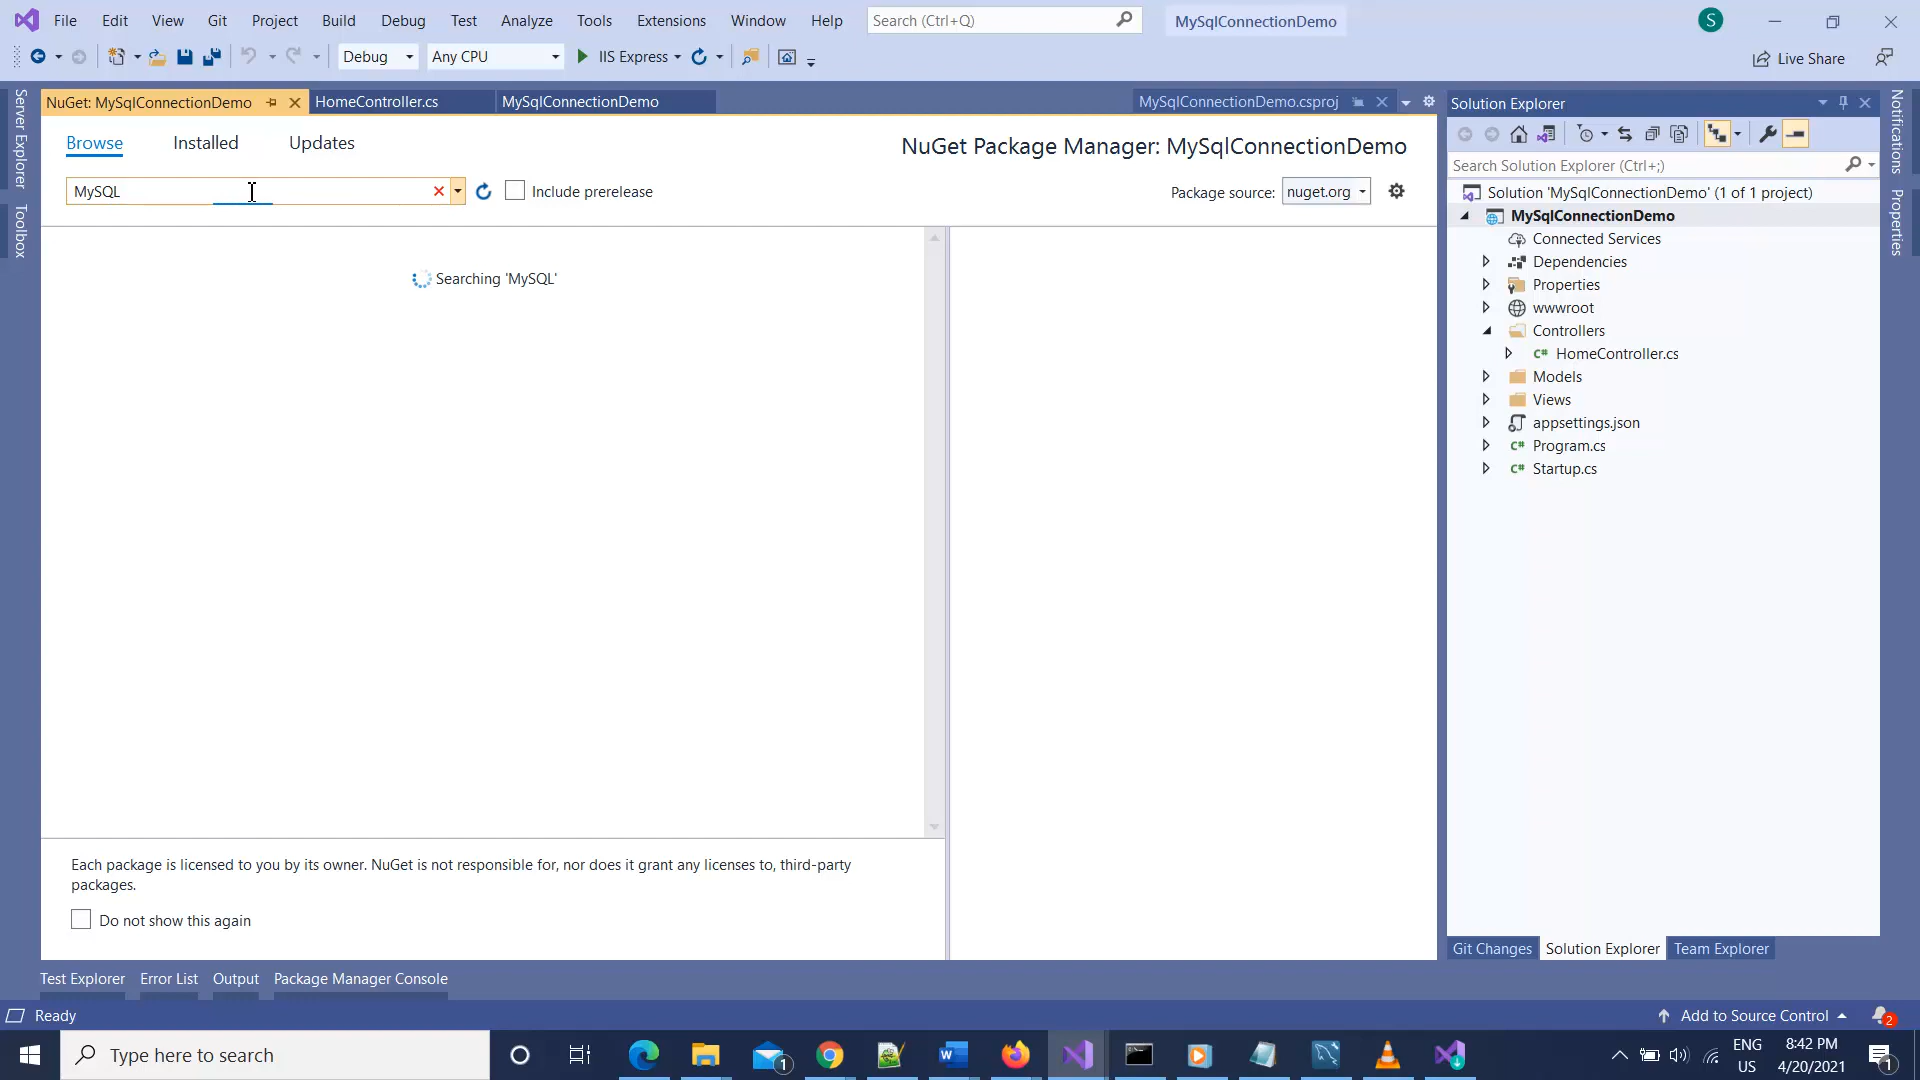 File Edit View Git Project Build Debug Test Analyze Tools Extensions Window Help Search (Ctrl+Q) MySqlConnectionDemo S
Debug Any CPU IIS Express Live Share
Server Explorer
Toolbox
NuGet: MySqlConnectionDemo HomeController.cs MySqlConnectionDemo MySqlConnectionDemo.csproj
Browse Installed Updates
NuGet Package Manager: MySqlConnectionDemo
MySQL Include prerelease Package source: nuget.org
Searching 'MySQL'
Each package is licensed to you by its owner. NuGet is not responsible for, nor does it grant any licenses to, third-party
packages.
Do not show this again
Solution Explorer
Search Solution Explorer (Ctrl+;)
Solution 'MySqlConnectionDemo' (1 of 1 project)
MySqlConnectionDemo
Connected Services
Dependencies
Properties
wwwroot
Controllers
C# HomeController.cs
Models
Views
appsettings.json
C# Program.cs
C# Startup.cs
Git Changes Solution Explorer Team Explorer
Notifications
Properties
Test Explorer Error List Output Package Manager Console
Ready Add to Source Control 2
Type here to search 1 ENG
US 8:42 PM
4/20/2021 1